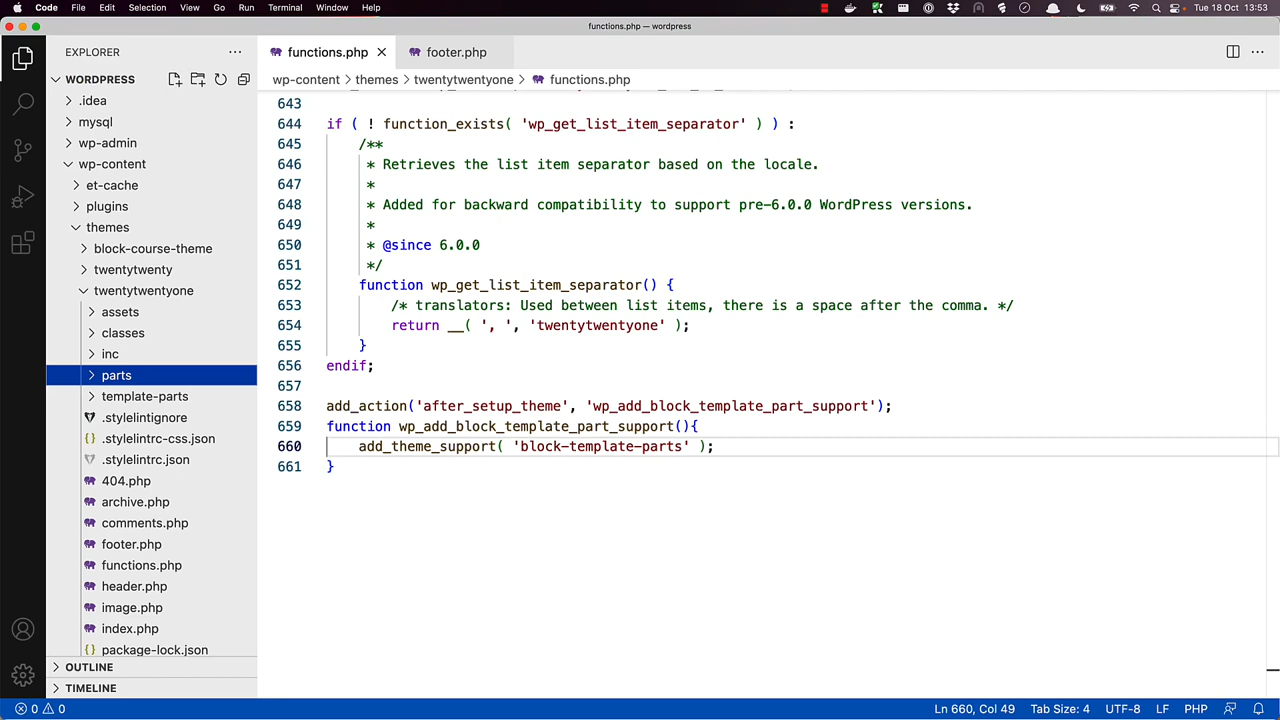 Code File Edit Selection View Go Run Terminal Window Help Tue 18 Oct 13:53
functions.php — wordpress
EXPLORER
functions.php
footer.php
WORDPRESS
wp-content › themes › twentytwentyone › functions.php
.idea
mysql
wp-admin
wp-content
et-cache
plugins
themes
block-course-theme
twentytwenty
twentytwentyone
assets
classes
inc
parts
template-parts
.stylelintignore
.stylelintrc-css.json
.stylelintrc.json
404.php
archive.php
comments.php
footer.php
functions.php
header.php
image.php
index.php
package-lock.json
OUTLINE
TIMELINE
643
644 if ( ! function_exists( 'wp_get_list_item_separator' ) ) :
645 /**
646 * Retrieves the list item separator based on the locale.
647 *
648 * Added for backward compatibility to support pre-6.0.0 WordPress versions.
649 *
650 * @since 6.0.0
651 */
652 function wp_get_list_item_separator() {
653 /* translators: Used between list items, there is a space after the comma. */
654 return __( ', ', 'twentytwentyone' );
655 }
656 endif;
657
658 add_action('after_setup_theme', 'wp_add_block_template_part_support');
659 function wp_add_block_template_part_support(){
660 add_theme_support( 'block-template-parts' );
661 }
0 0 Ln 660, Col 49 Tab Size: 4 UTF-8 LF PHP